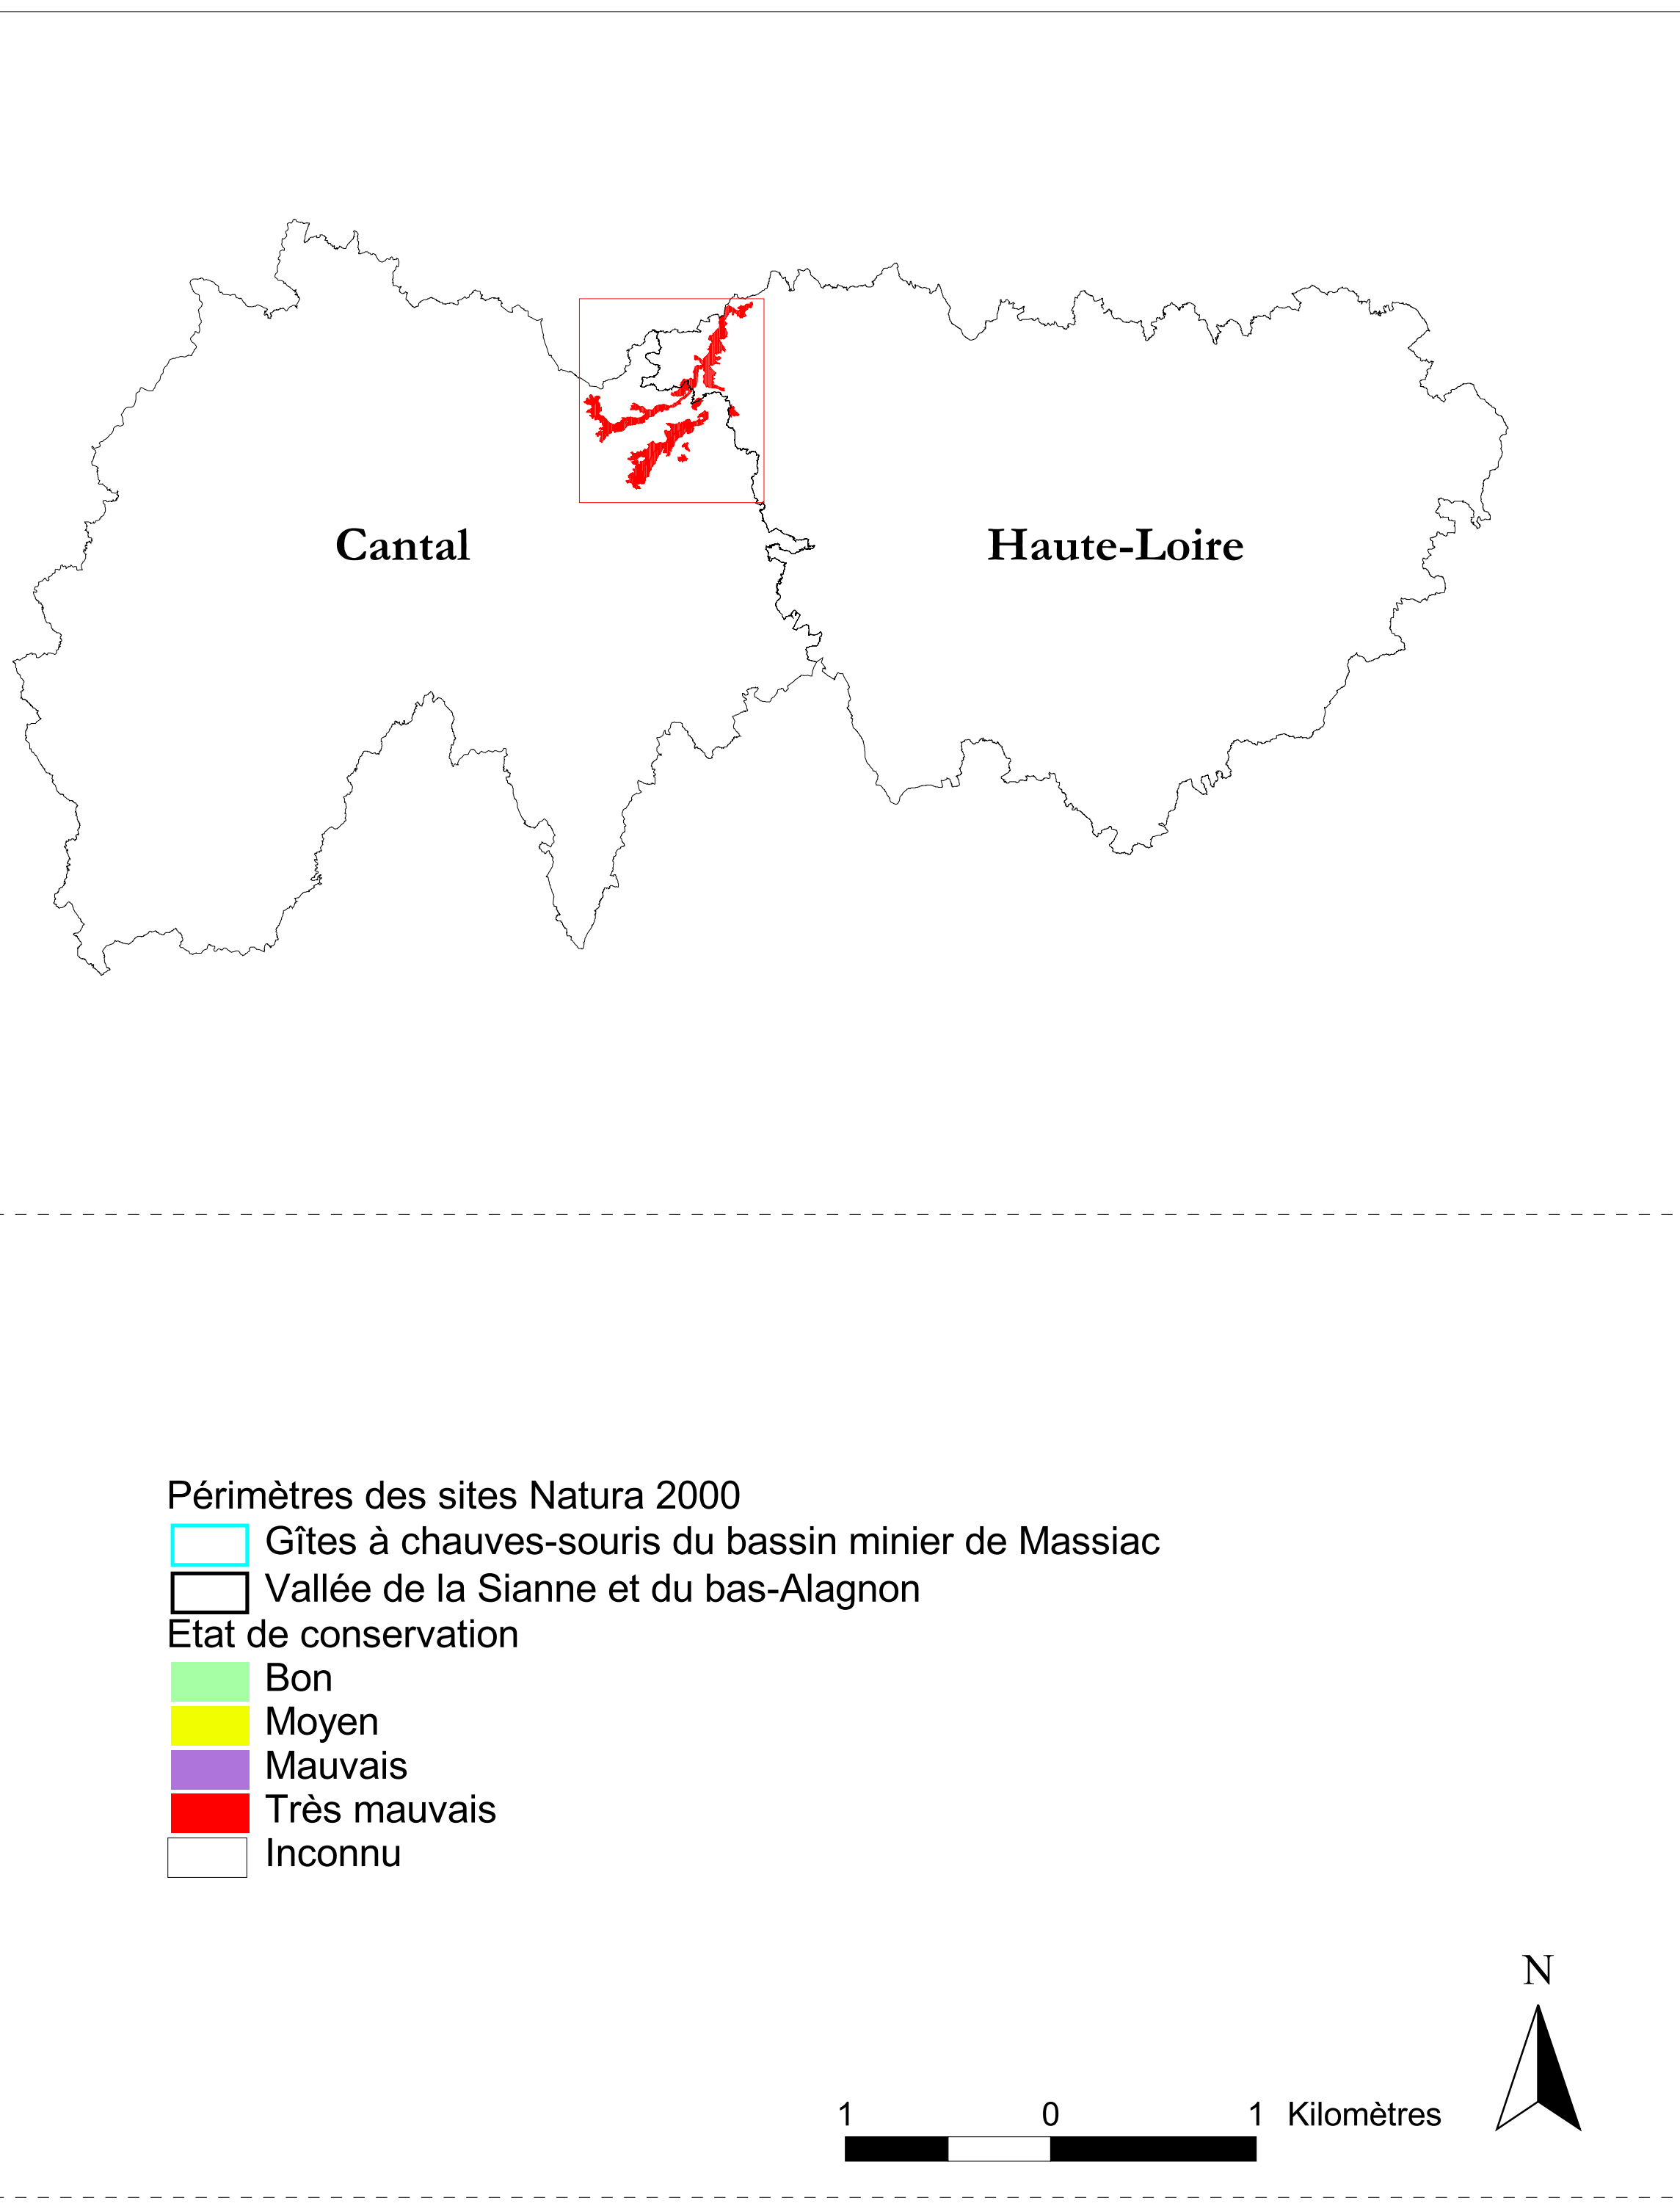 Cantal
Haute-Loire
Périmètres des sites Natura 2000
Gîtes à chauves-souris du bassin minier de Massiac
Vallée de la Sianne et du bas-Alagnon
Etat de conservation
Bon
Moyen
Mauvais
Très mauvais
Inconnu
N
1 0 1 Kilomètres